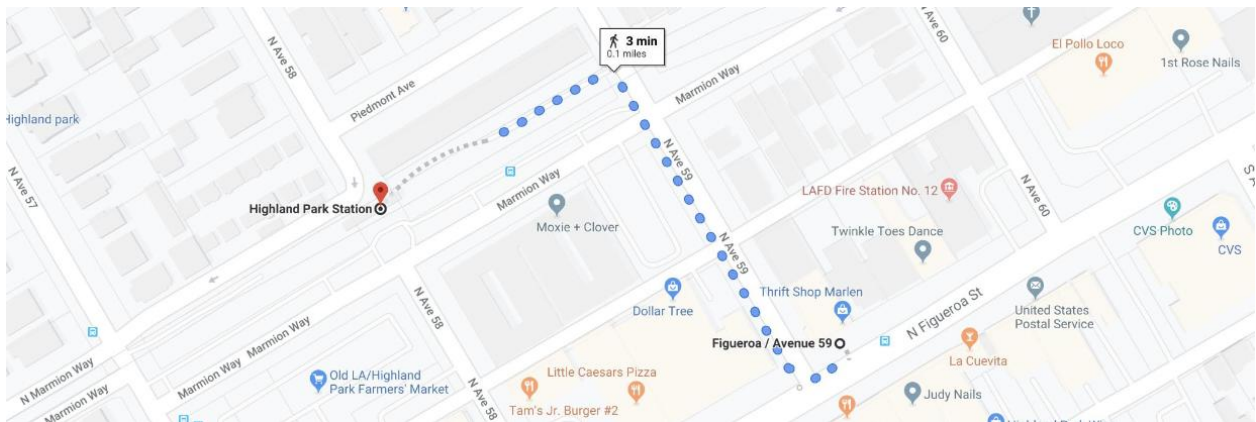 N Ave 58
3 min
0.1 miles
N Ave 60
El Pollo Loco
1st Rose Nails
Piedmont Ave
Marmion Way
Highland park
N Ave 57
N Ave 59
Highland Park Station
Marmion Way
Moxie + Clover
LAFD Fire Station No. 12
N Ave 60
Twinkle Toes Dance
CVS Photo
CVS
N Ave 59
Dollar Tree
Thrift Shop Marlen
N Figueroa St
United States
Postal Service
N Ave 58
Figueroa / Avenue 59
La Cuevita
N Marmion Way
Marmion Way
Marmion Way
Marmion Way
Old LA/Highland
Park Farmers' Market
Little Caesars Pizza
Tam's Jr. Burger #2
N Ave 58
Judy Nails